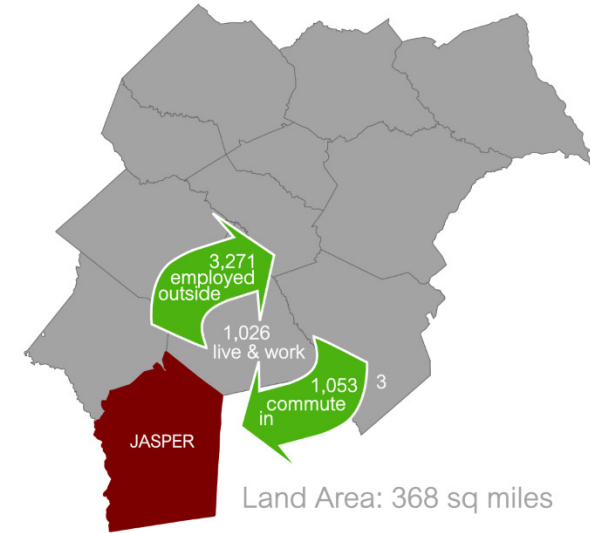 3,271
employed
outside
1,026
live & work
1,053
commute
in
3
JASPER
Land Area: 368 sq miles